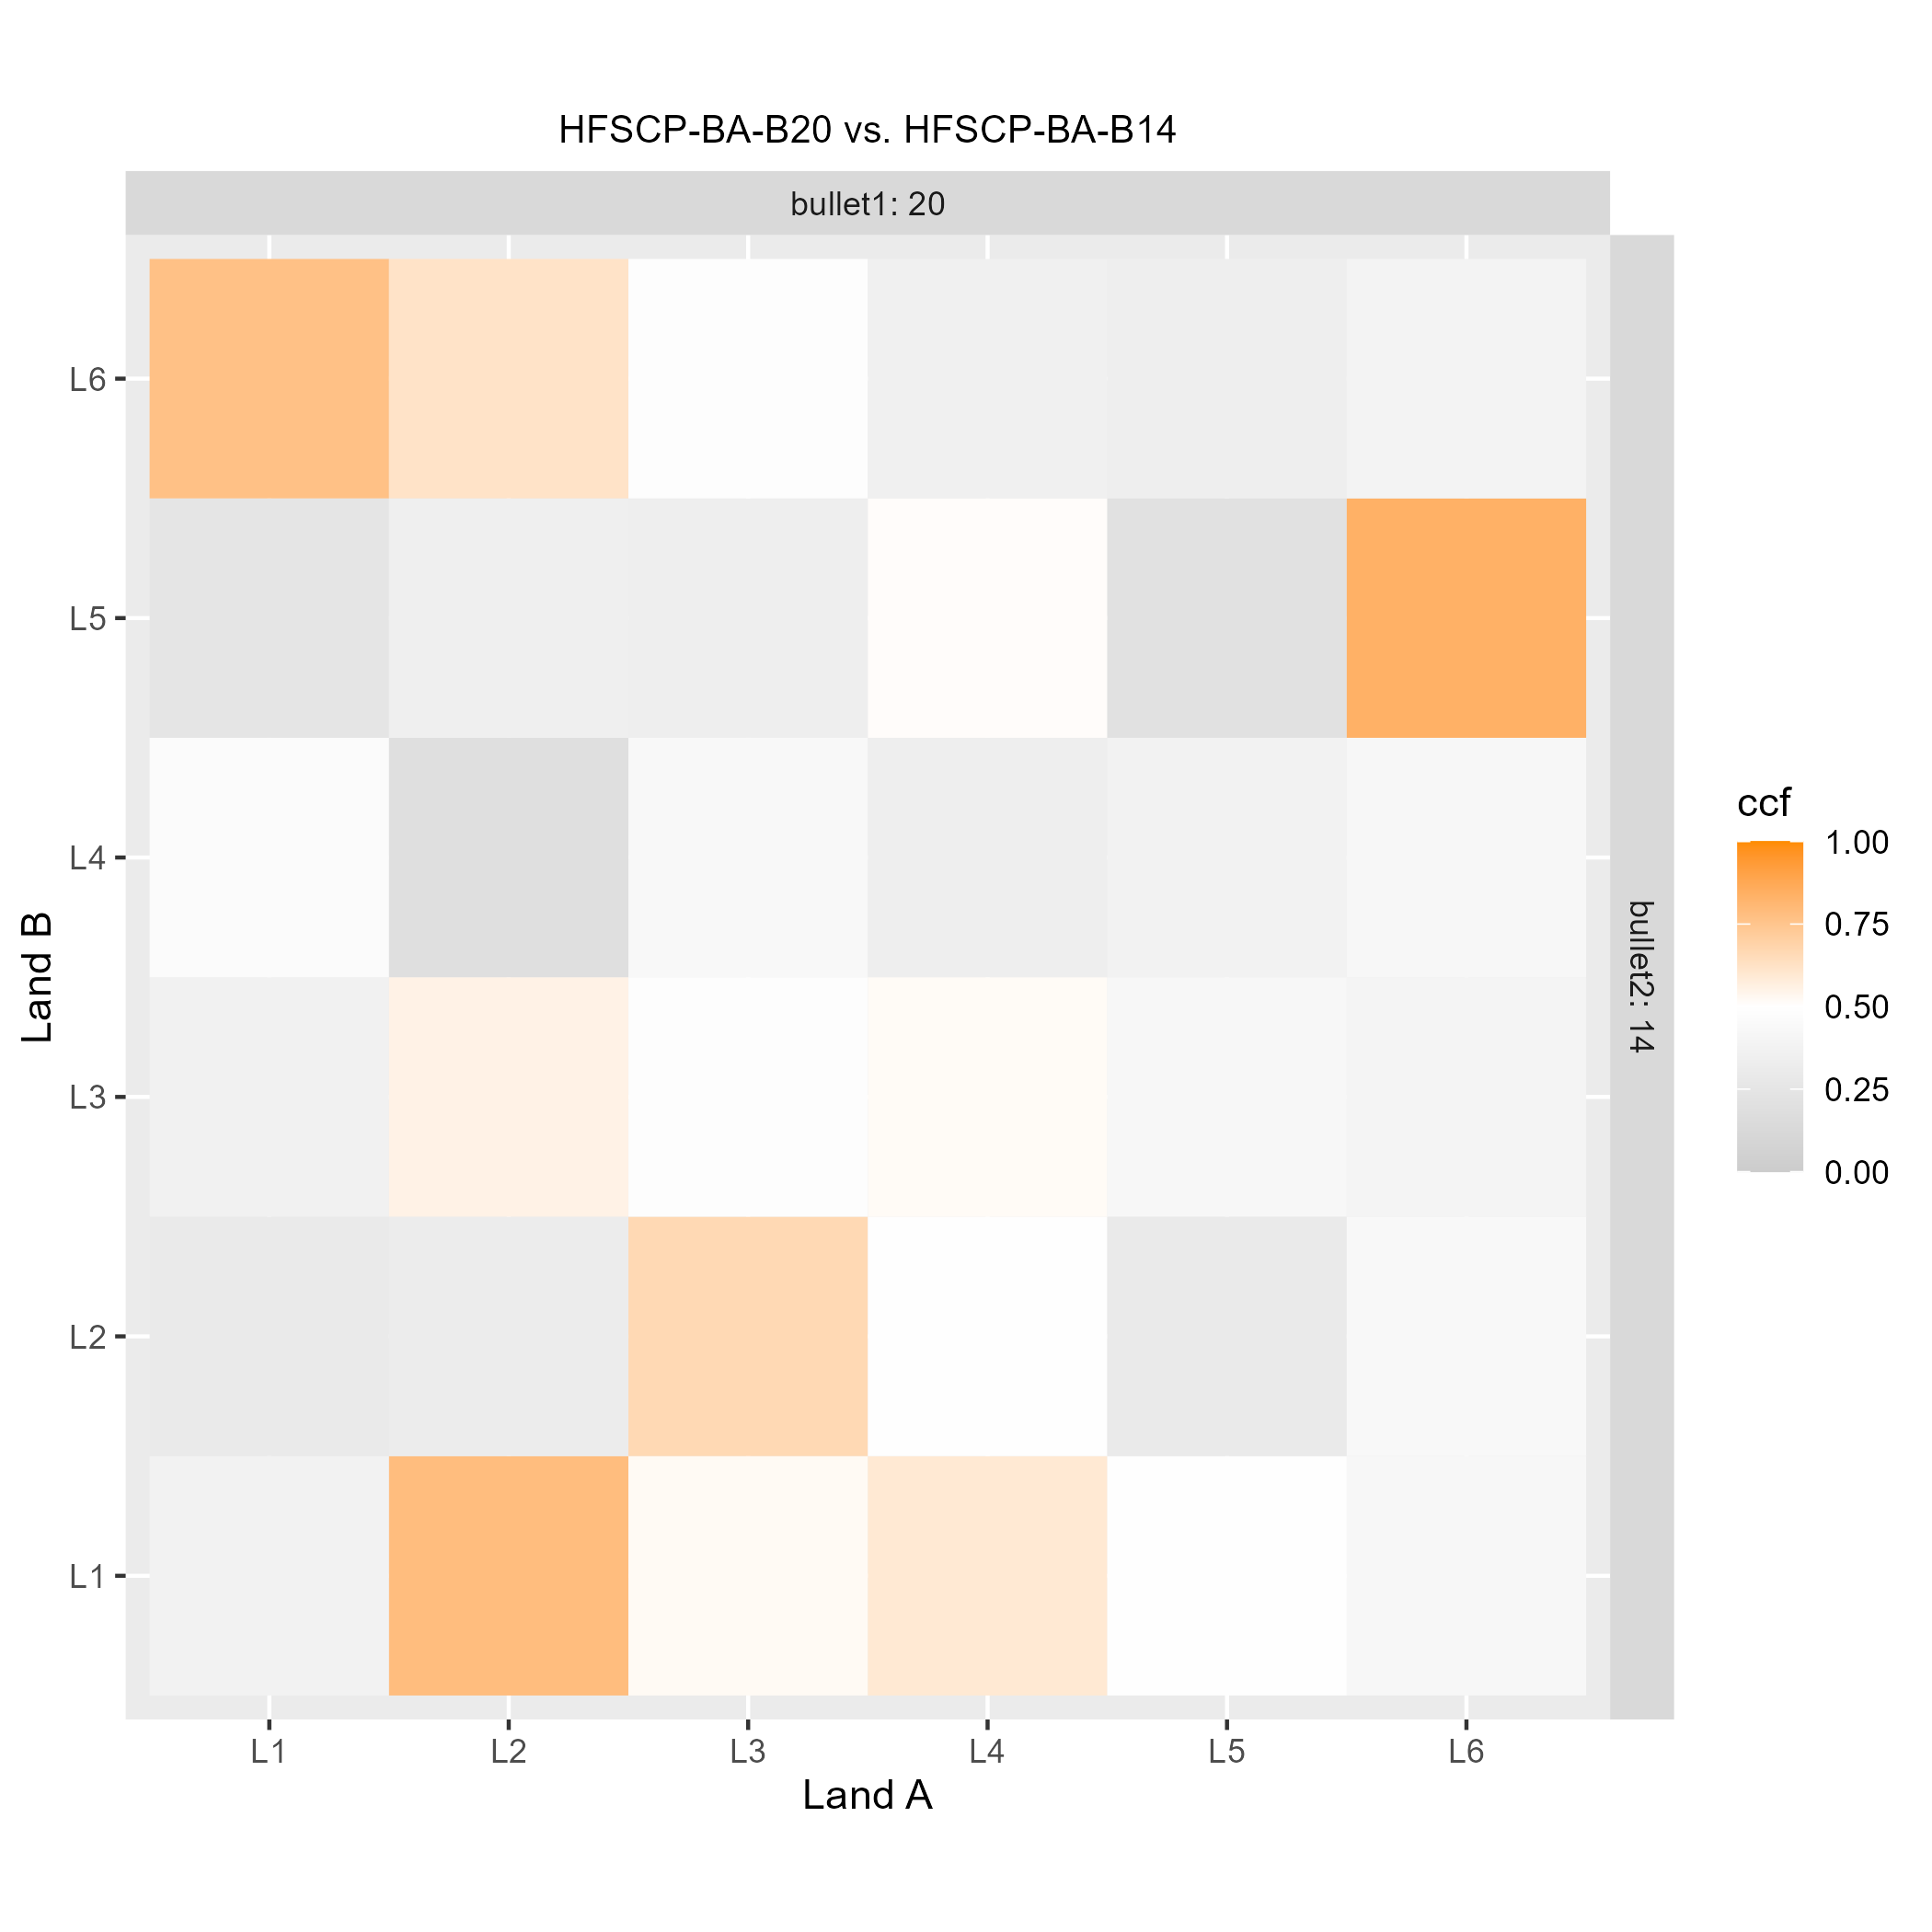 HFSCP-BA-B20 vs. HFSCP-BA-B14
bullet1: 20
L6
L5
L4
L3
L2
L1
Land B
bullet2: 14
ccf
1.00
0.75
0.50
0.25
0.00
L1 L2 L3 L4 L5 L6
Land A